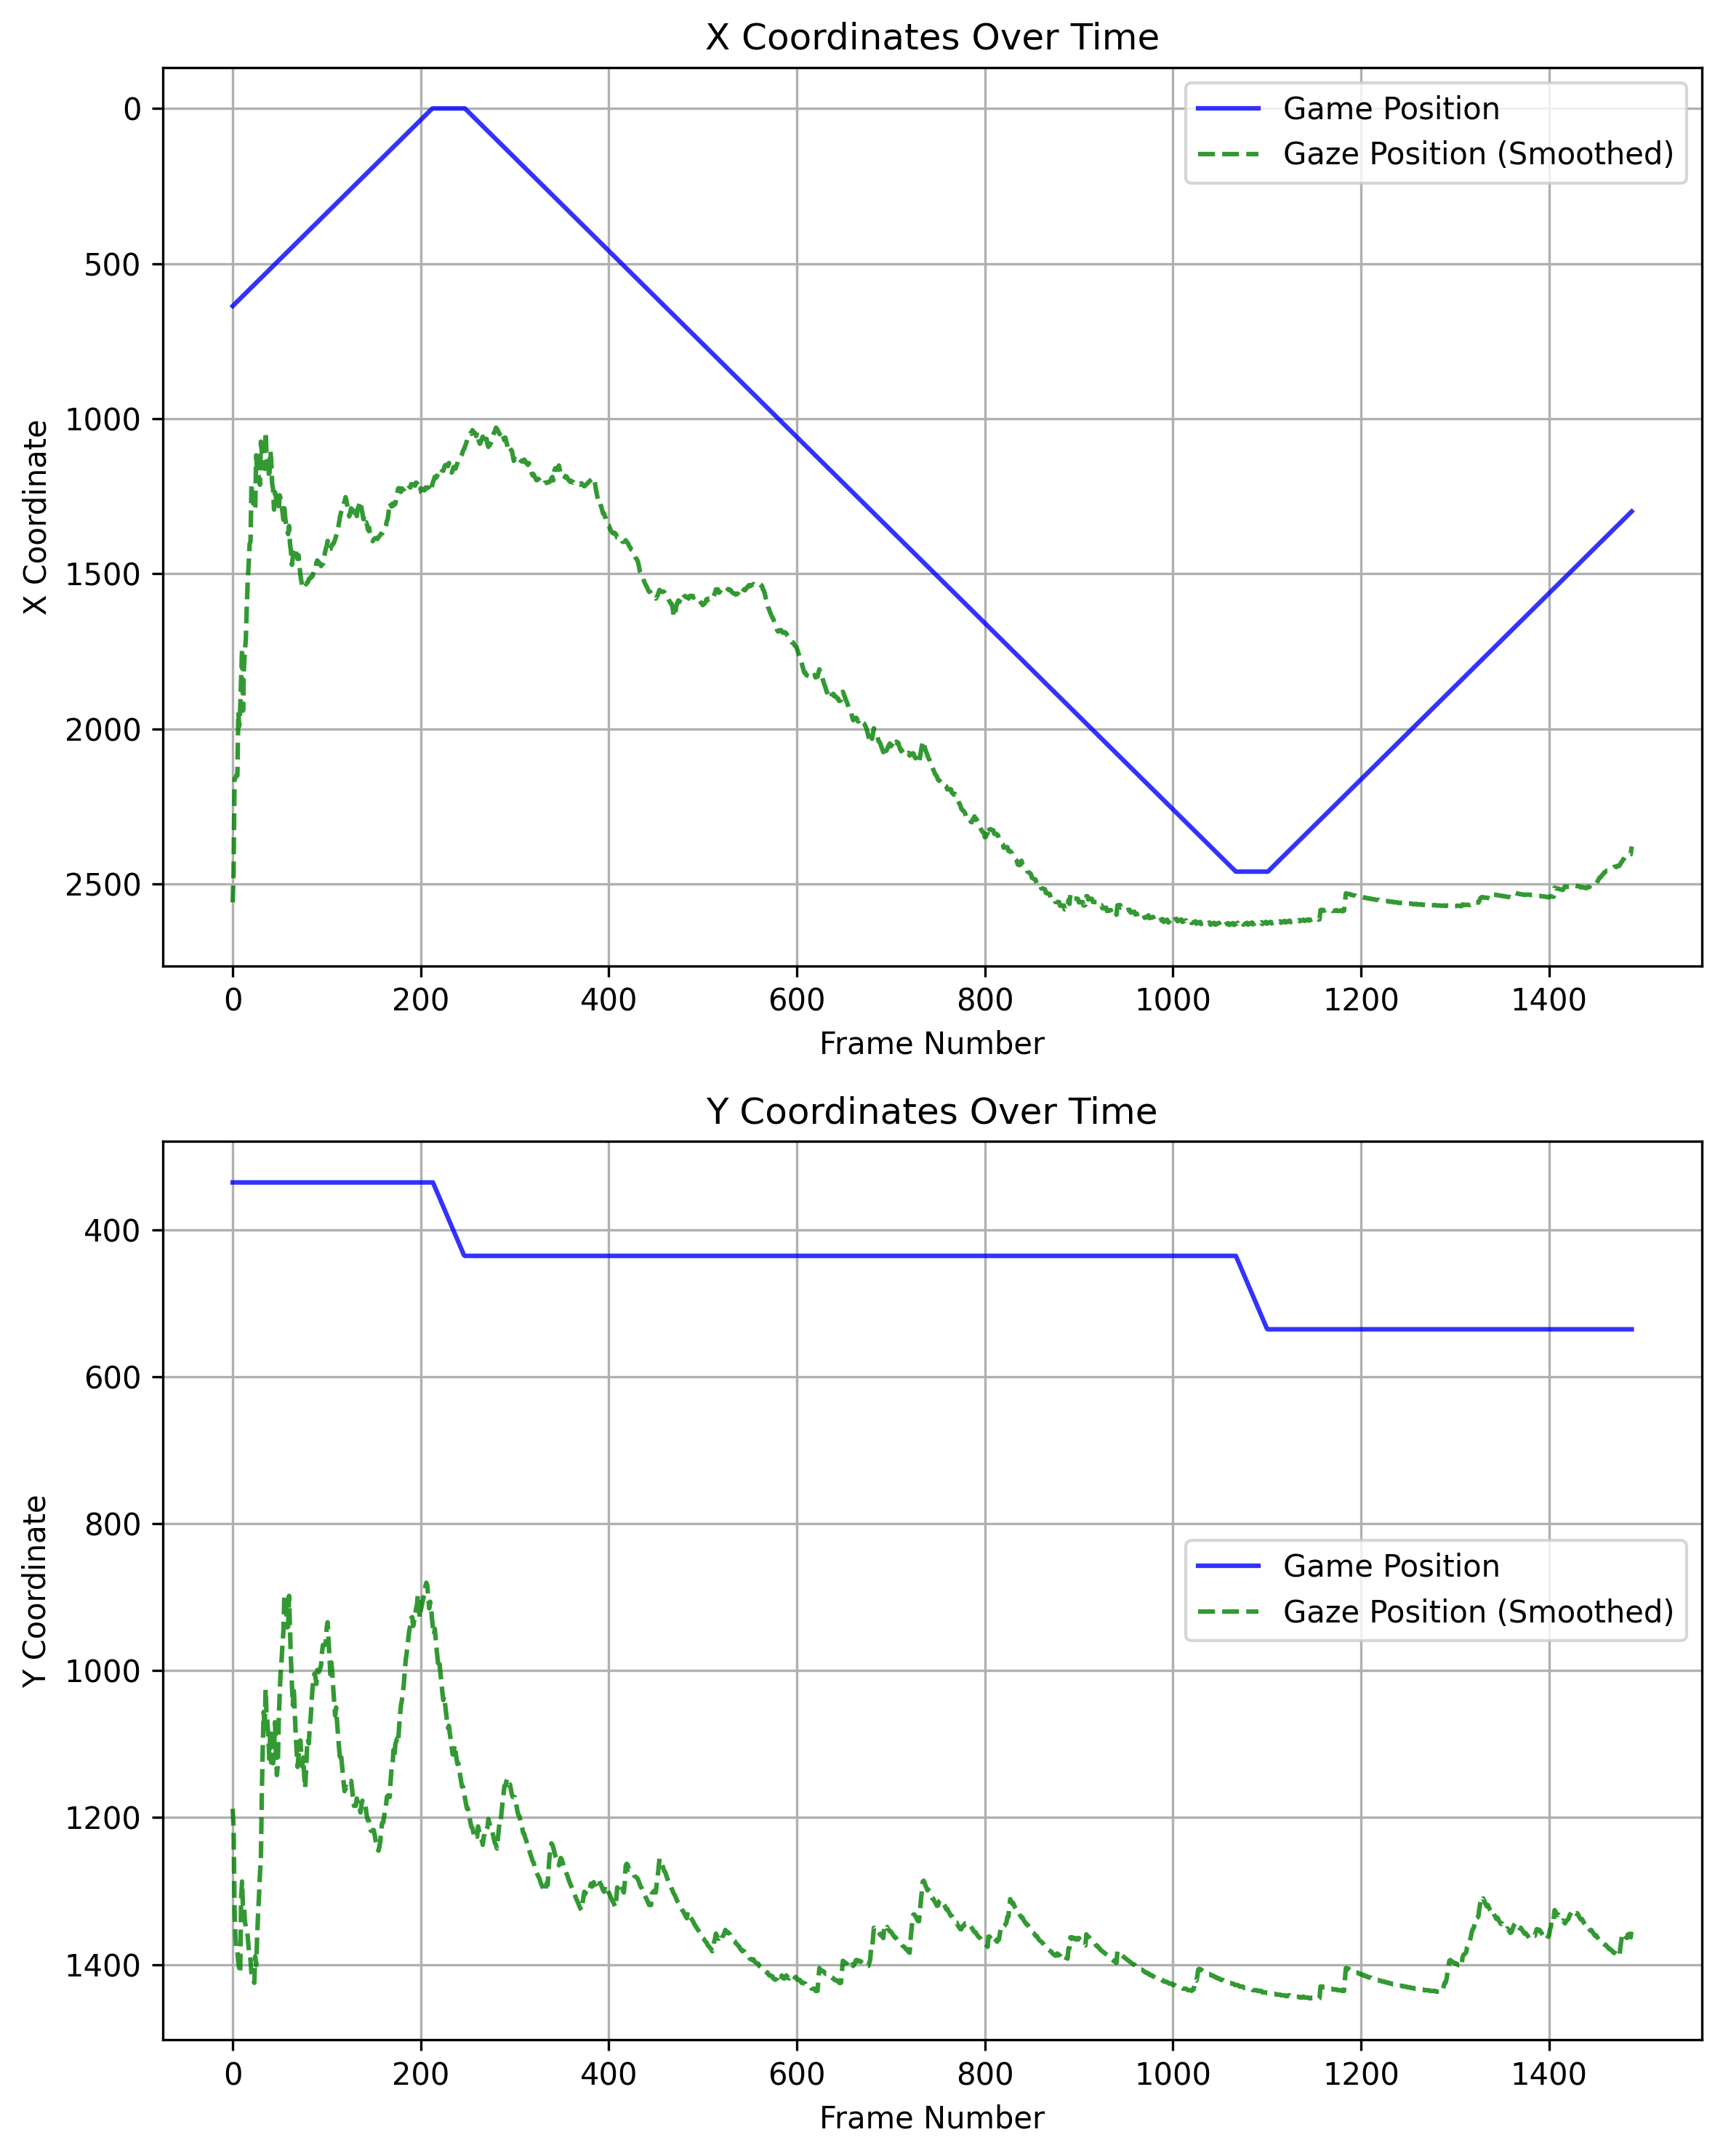 X Coordinates Over Time
Game Position
Gaze Position (Smoothed)
0
500
1000
1500
2000
2500
X Coordinate
0 200 400 600 800 1000 1200 1400
Frame Number
Y Coordinates Over Time
400
600
800
1000
1200
1400
Y Coordinate
Game Position
Gaze Position (Smoothed)
0 200 400 600 800 1000 1200 1400
Frame Number